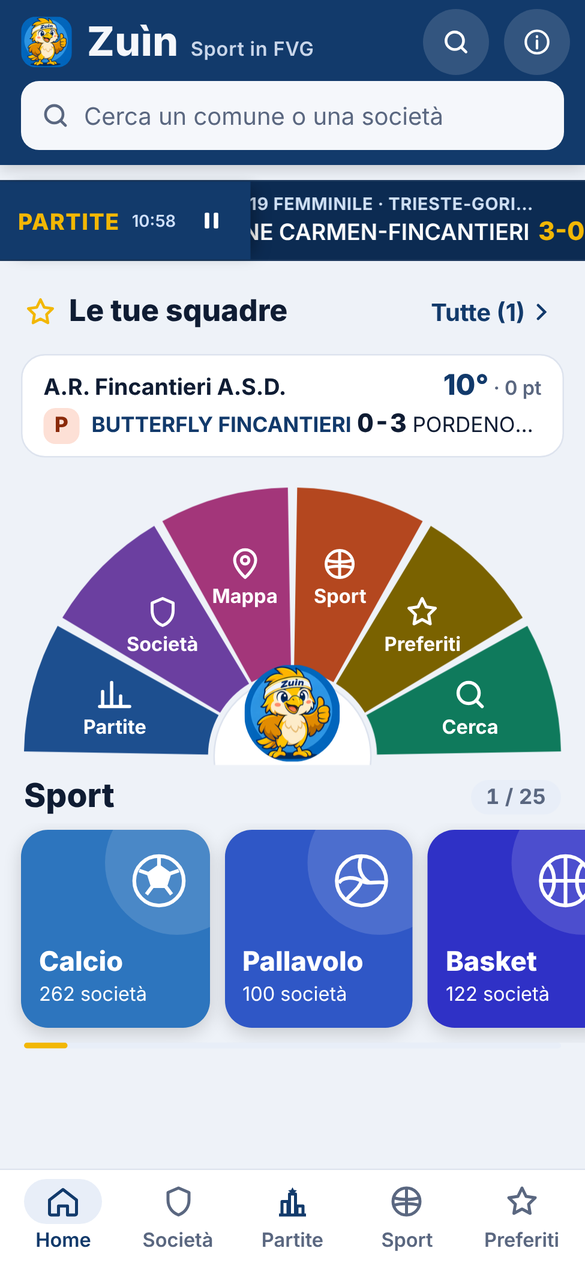 Zuìn Sport in FVG
Cerca un comune o una società
PARTITE 10:58
19 FEMMINILE · TRIESTE-GORI...
NE CARMEN-FINCANTIERI 3-0
Le tue squadre Tutte (1)
A.R. Fincantieri A.S.D. 10° · 0 pt
P BUTTERFLY FINCANTIERI 0-3 PORDENO...
Mappa Sport
Società Preferiti
Partite Cerca
Zuin
Sport 1 / 25
Calcio Pallavolo Basket
262 società 100 società 122 società
Home Società Partite Sport Preferiti